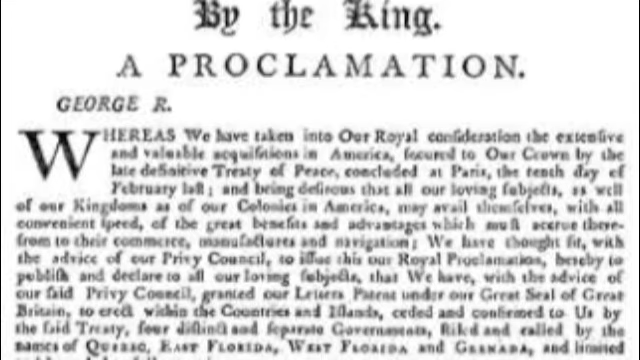 By the King.
A PROCLAMATION.
GEORGE R.
WHEREAS We have taken into Our Royal conſideration the extenſive
and valuable acquiſitions in America, ſecured to Our Crown by the
late definitive Treaty of Peace, concluded at Paris, the tenth day of
February laſt; and being deſirous that all our loving ſubjects, as well
of our Kingdoms as of our Colonies in America, may avail themſelves, with all
convenient ſpeed, of the great benefits and advantages which muſt accrue there-
from to their commerce, manufactures and navigation; We have thought fit, with
the advice of our Privy Council, to iſſue this our Royal Proclamation, hereby to
publiſh and declare to all our loving ſubjects, that We have, with the advice of
our ſaid Privy Council, granted our Letters Patent under our Great Seal of Great
Britain, to erect within the Countries and Iſlands, ceded and confirmed to Us by
the ſaid Treaty, four diſtinct and ſeparate Governments, ſtiled and called by the
names of QUEBEC, EAST FLORIDA, WEST FLORIDA and GRENADA, and limited